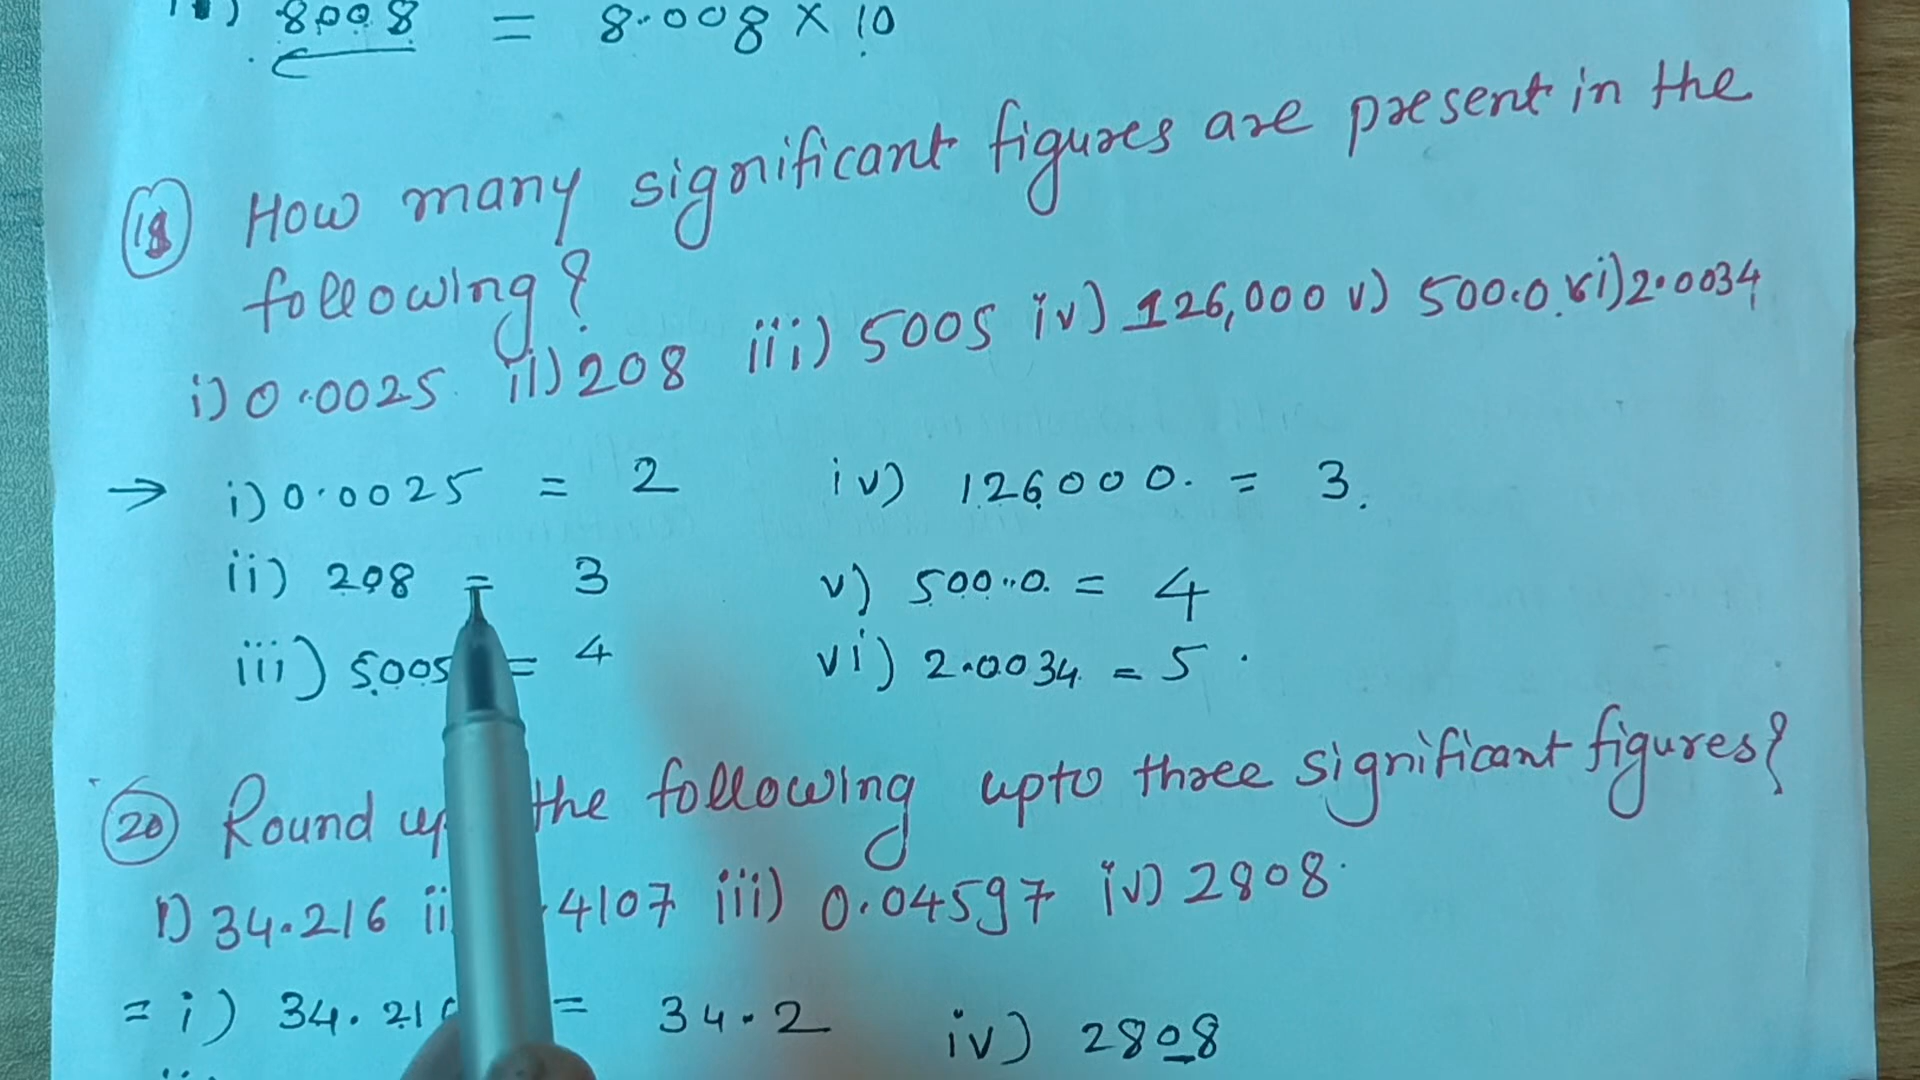 8008 = 8.008 × 10
How many significant figures are present in the
following?
i) 0.0025 ii) 208 iii) 5005 iv) 126,000 v) 500.0 vi) 2.0034
→ i) 0.0025 = 2 iv) 126000. = 3.
ii) 208 = 3 v) 500.0. = 4
iii) 5005 = 4 vi) 2.0034 = 5.
20 Round the following upto three significant figures?
i) 34.216 ii .4107 iii) 0.04597 iv) 2808.
= i) 34.21 = 34.2 iv) 2808